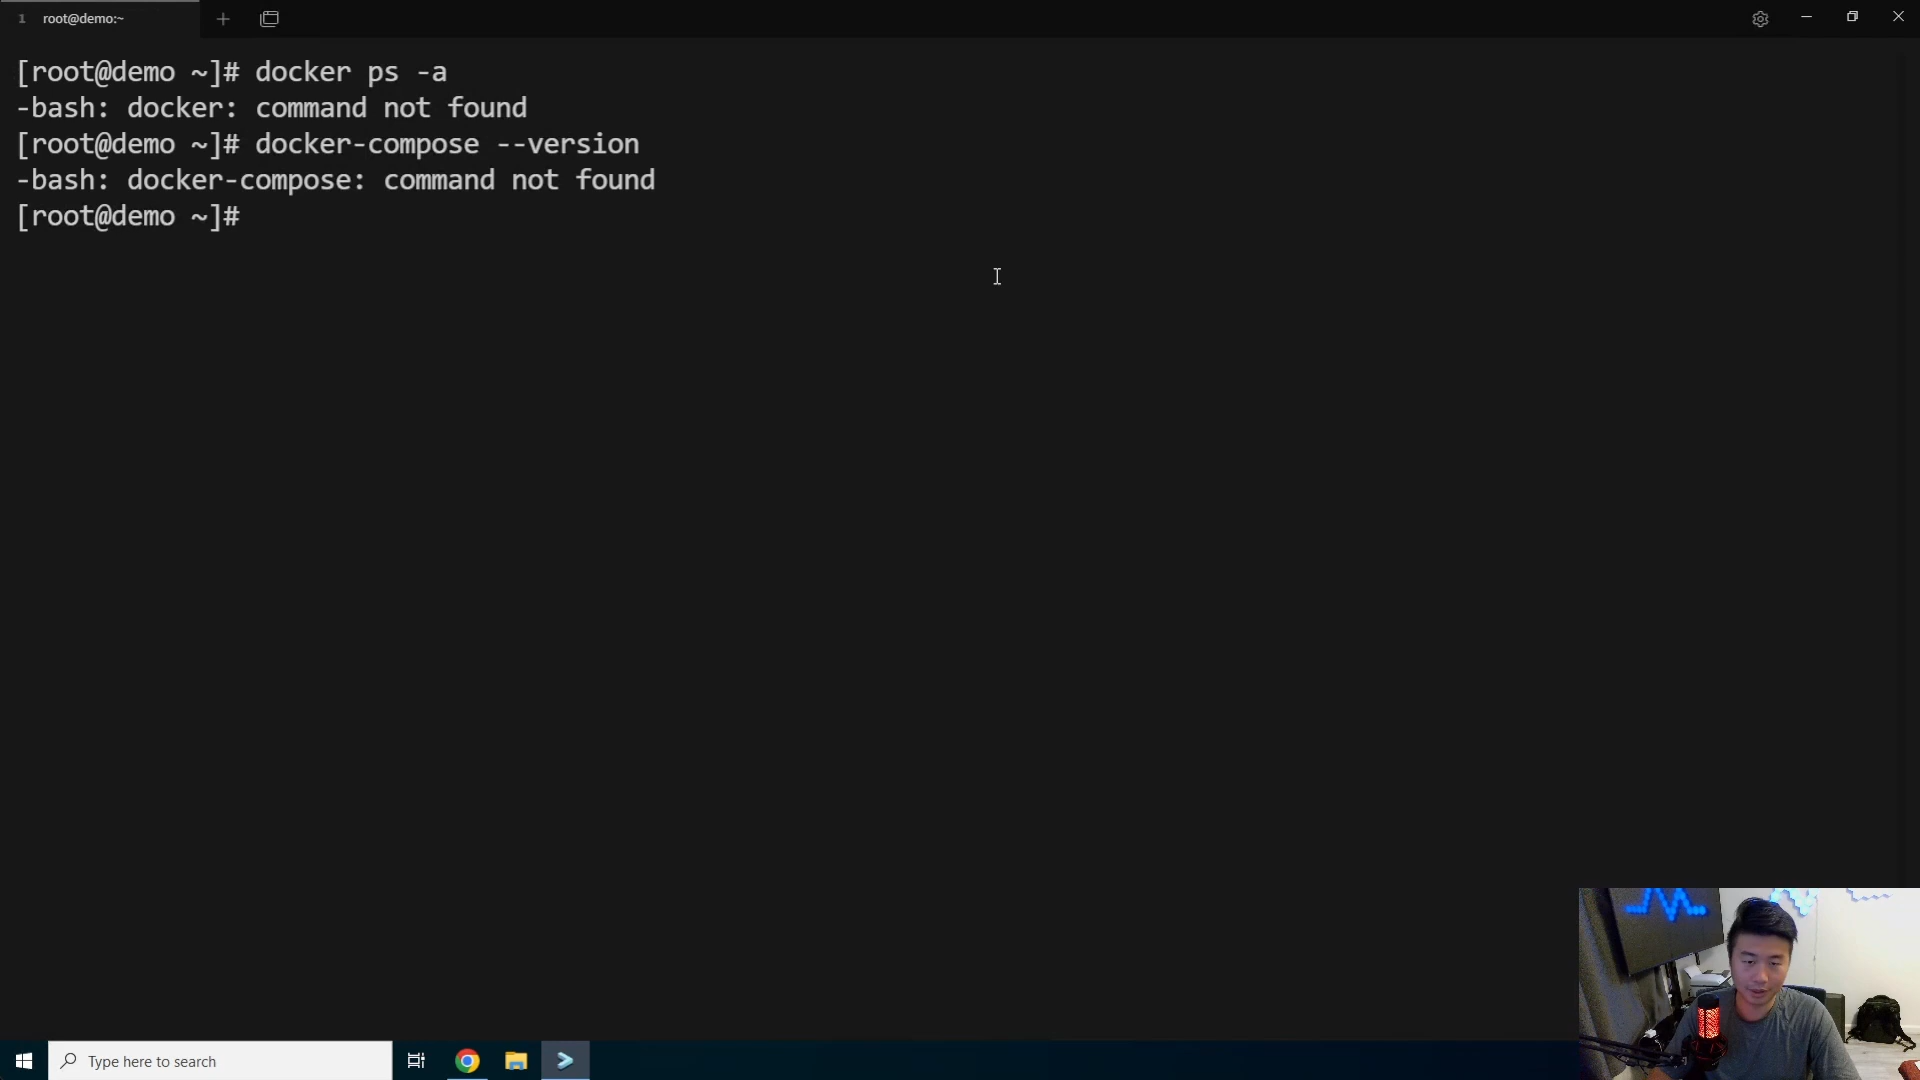 1 root@demo:~
[root@demo ~]# docker ps -a
-bash: docker: command not found
[root@demo ~]# docker-compose --version
-bash: docker-compose: command not found
[root@demo ~]#
Type here to search